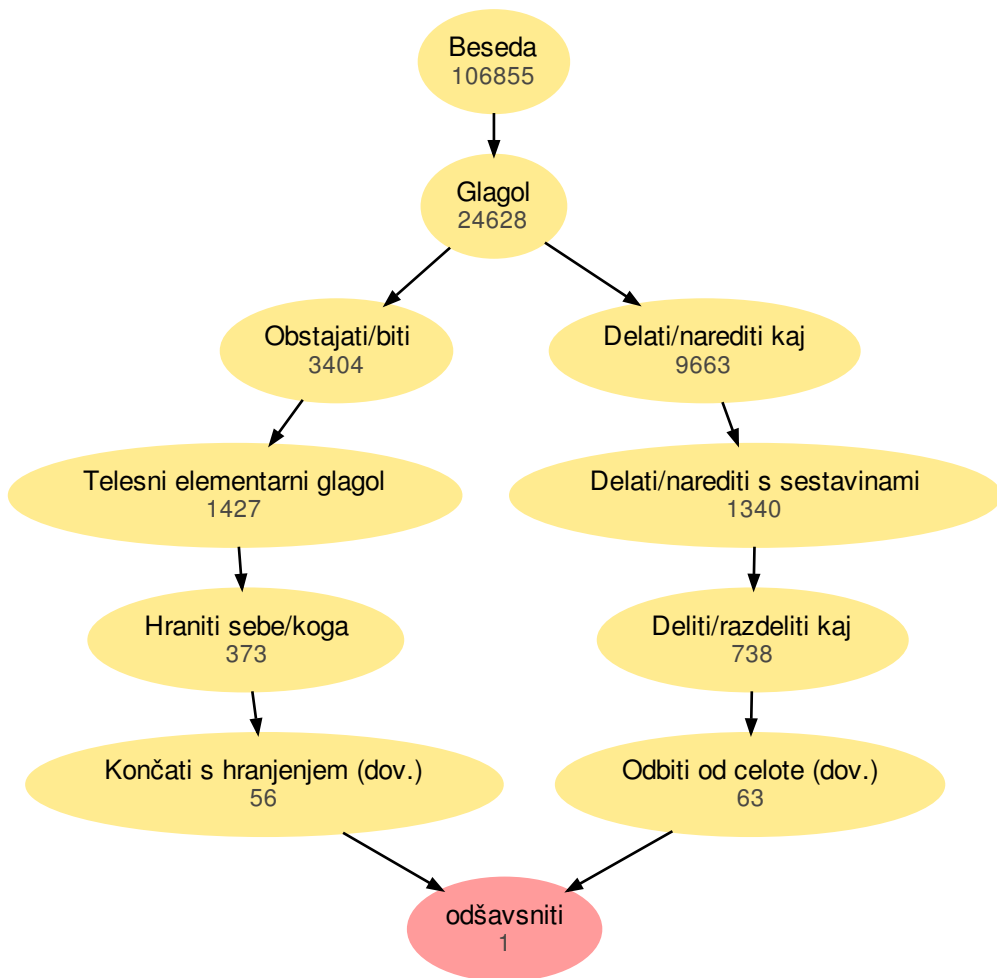 Beseda
106855
Glagol
24628
Obstajati/biti
3404
Delati/narediti kaj
9663
Telesni elementarni glagol
1427
Delati/narediti s sestavinami
1340
Hraniti sebe/koga
373
Deliti/razdeliti kaj
738
Končati s hranjenjem (dov.)
56
Odbiti od celote (dov.)
63
odšavsniti
1